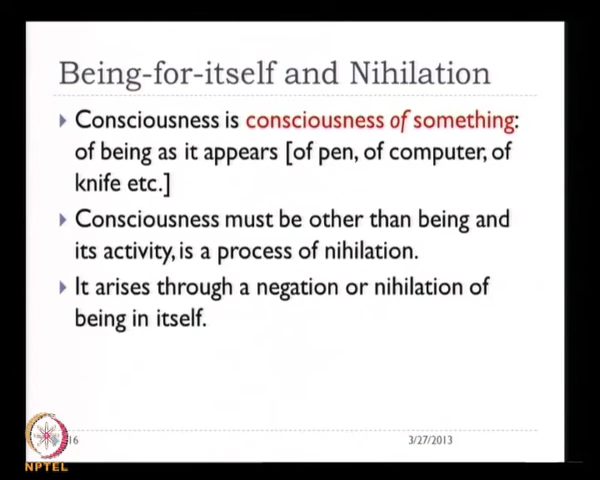 Being-for-itself and Nihilation
Consciousness is consciousness of something:
of being as it appears [of pen, of computer, of
knife etc.]
Consciousness must be other than being and
its activity, is a process of nihilation.
It arises through a negation or nihilation of
being in itself.
16
3/27/2013
NPTEL